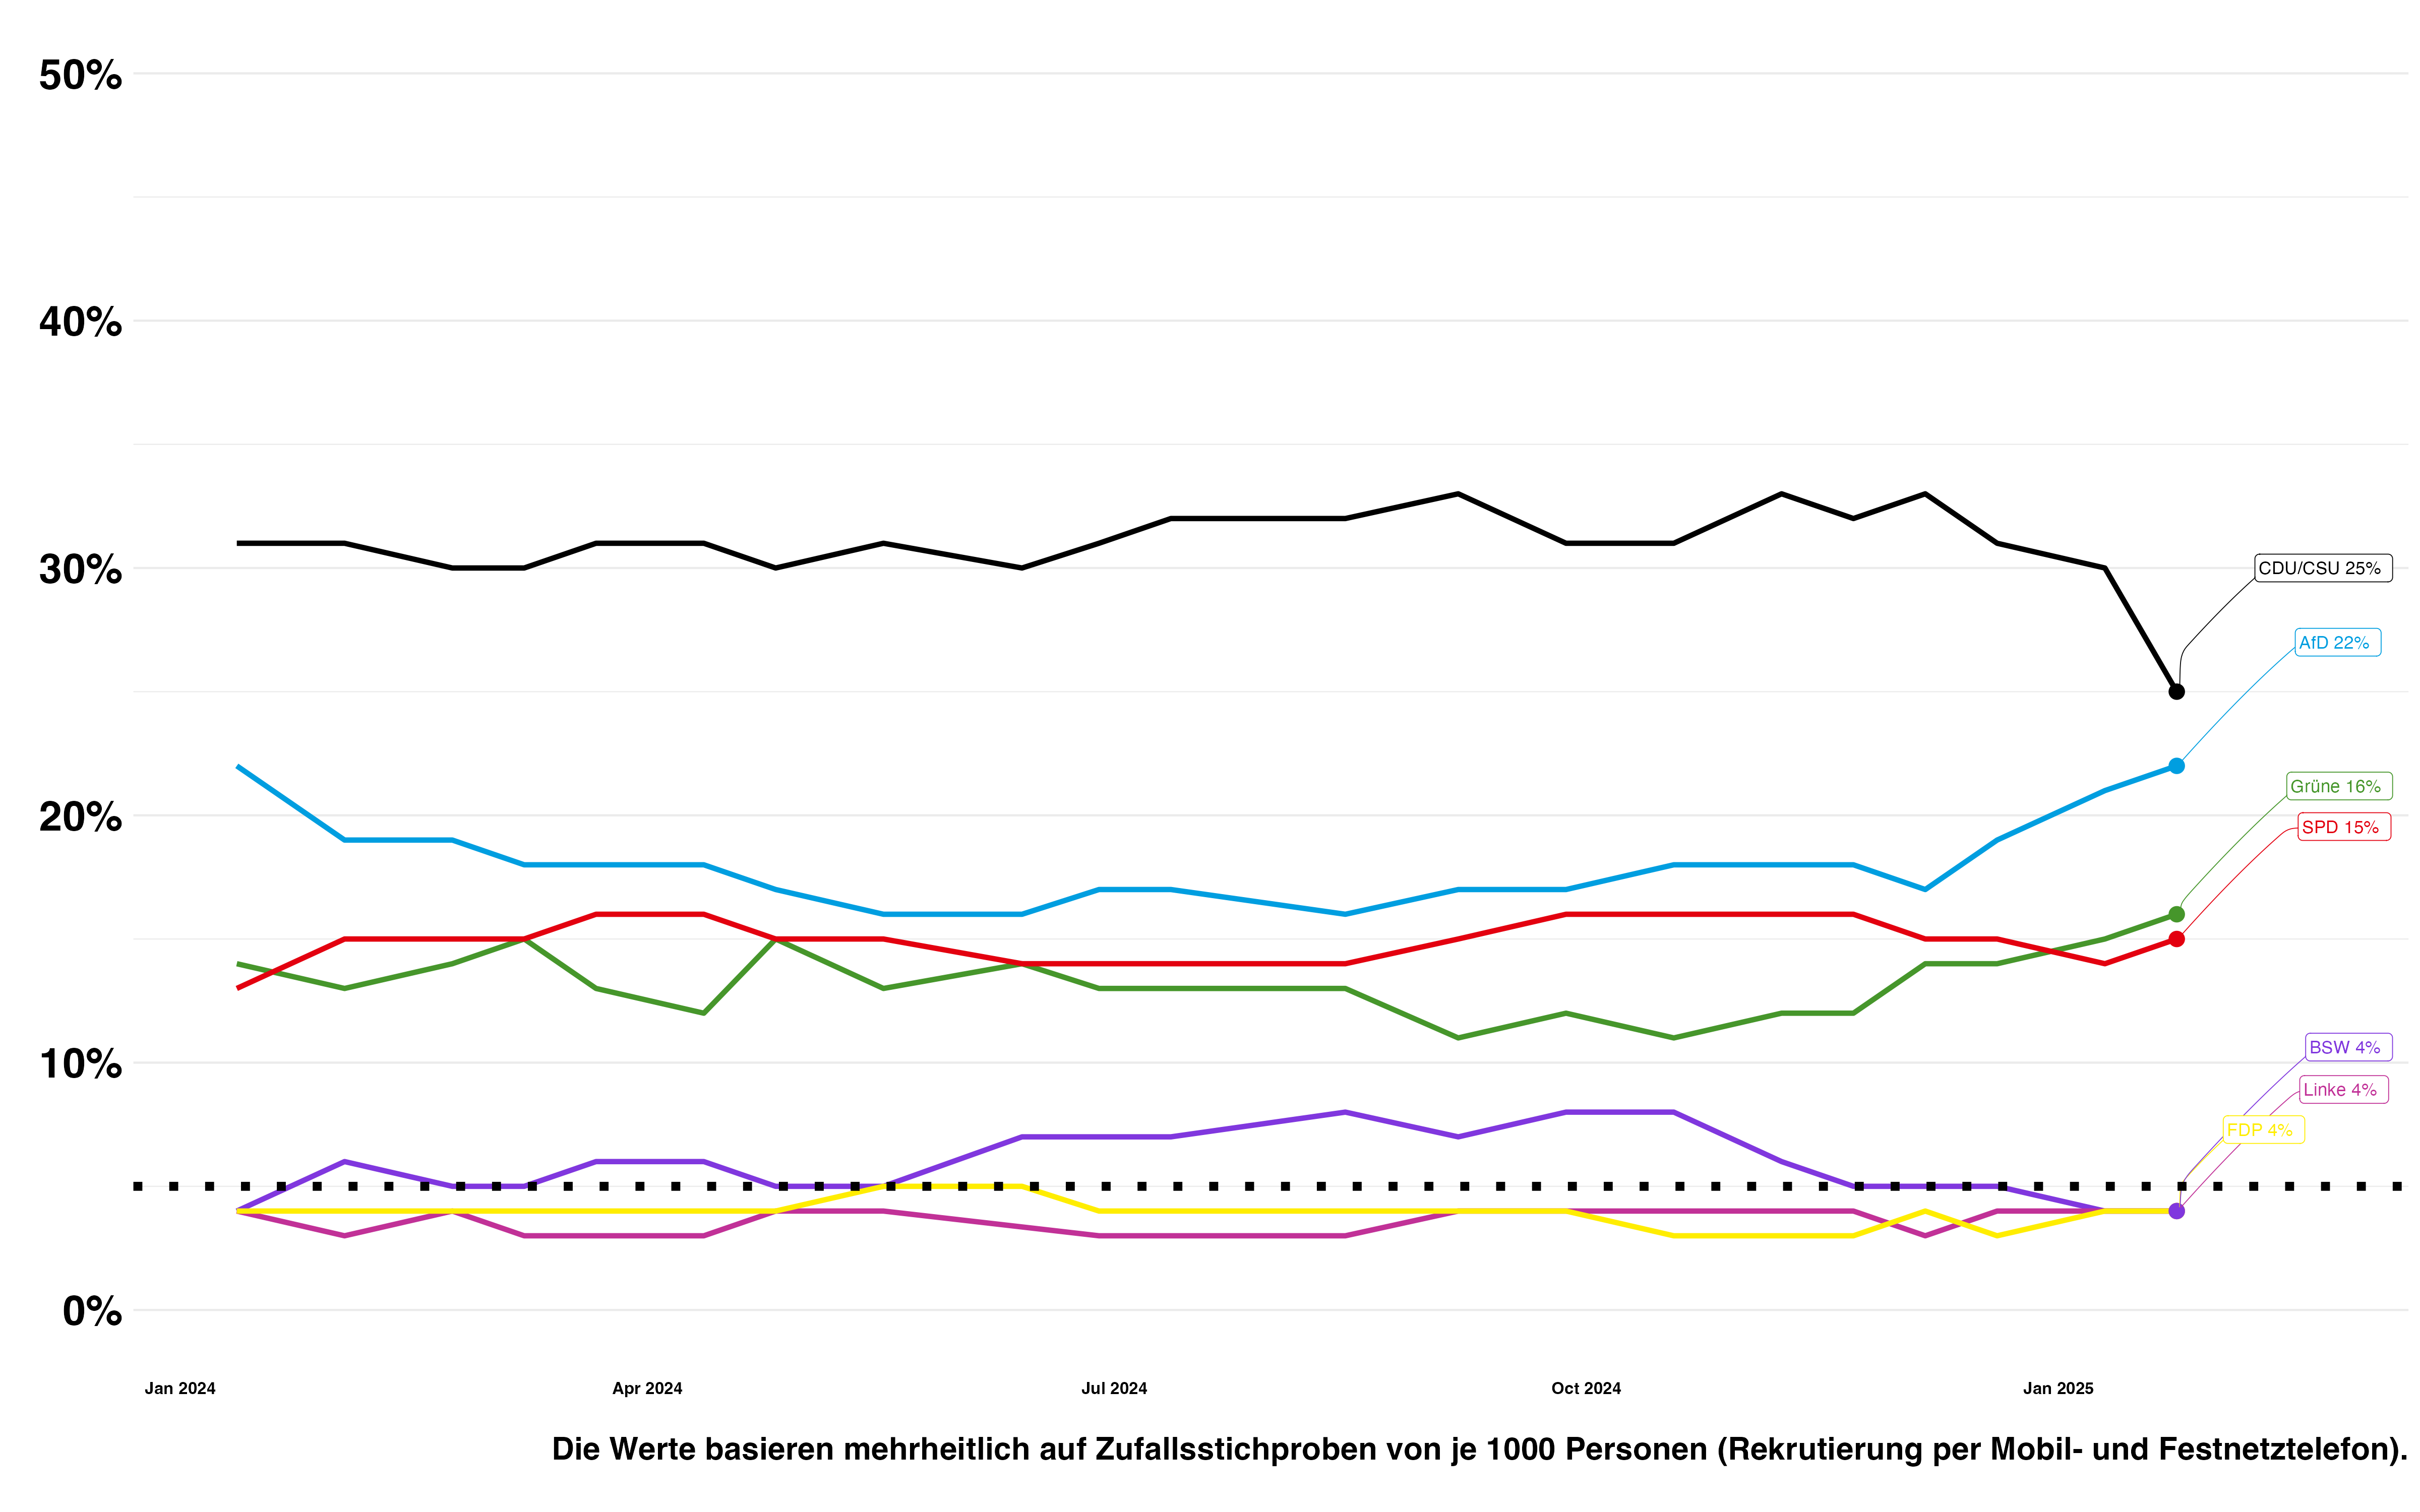 50%
40%
30%
20%
10%
0%
CDU/CSU 25%
AfD 22%
Grüne 16%
SPD 15%
BSW 4%
Linke 4%
FDP 4%
Jan 2024
Apr 2024
Jul 2024
Oct 2024
Jan 2025
Die Werte basieren mehrheitlich auf Zufallsstichproben von je 1000 Personen (Rekrutierung per Mobil- und Festnetztelefon).